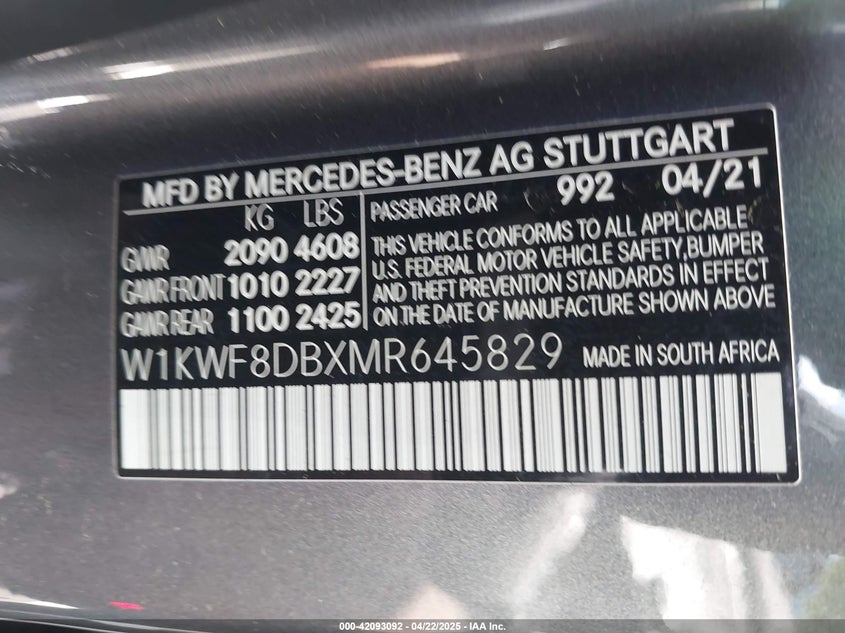 MFD BY MERCEDES-BENZ AG STUTTGART
KG LBS
GVWR 2090 4608
GAWR FRONT 1010 2227
GAWR REAR 1100 2425
PASSENGER CAR 992 04/21
THIS VEHICLE CONFORMS TO ALL APPLICABLE
U.S. FEDERAL MOTOR VEHICLE SAFETY,BUMPER
AND THEFT PREVENTION STANDARDS IN EFFECT
ON THE DATE OF MANUFACTURE SHOWN ABOVE
W1KWF8DBXMR645829 MADE IN SOUTH AFRICA
000-42093092 - 04/22/2025 - IAA Inc.